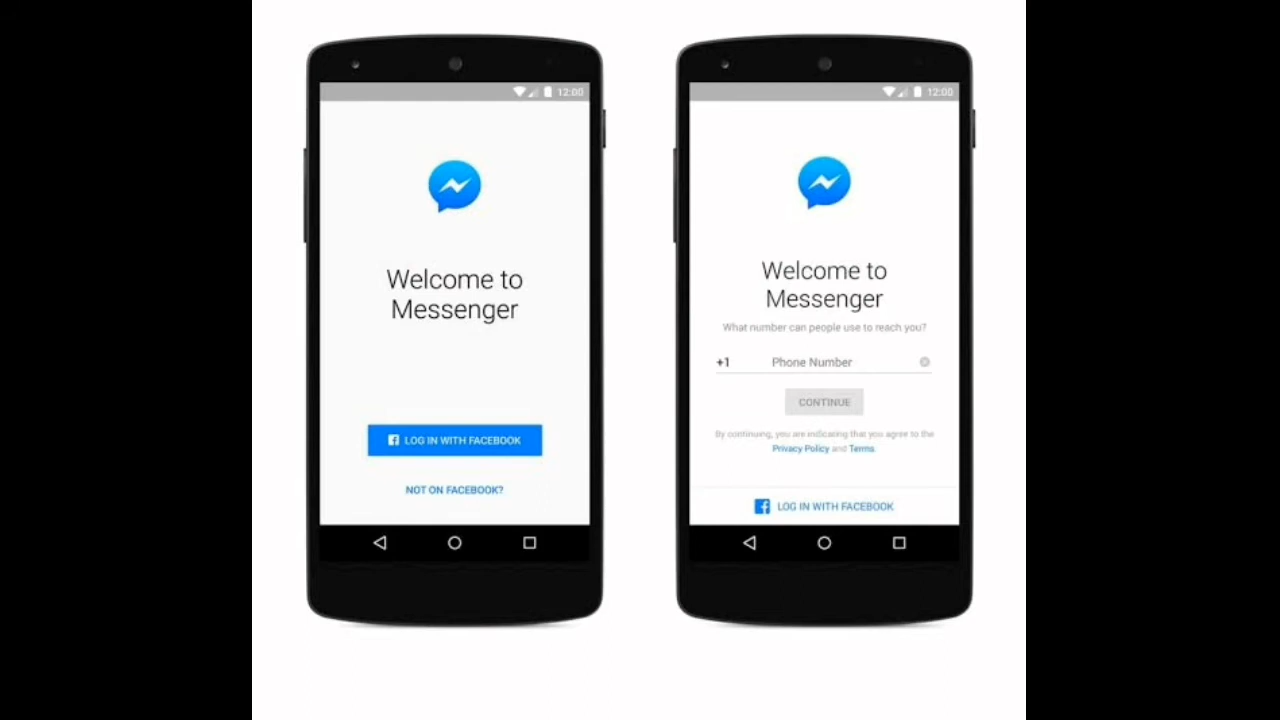 12:00
Welcome to
Messenger
LOG IN WITH FACEBOOK
NOT ON FACEBOOK?
12:00
Welcome to
Messenger
What number can people use to reach you?
+1 Phone Number
CONTINUE
By continuing, you are indicating that you agree to the
Privacy Policy and Terms.
LOG IN WITH FACEBOOK